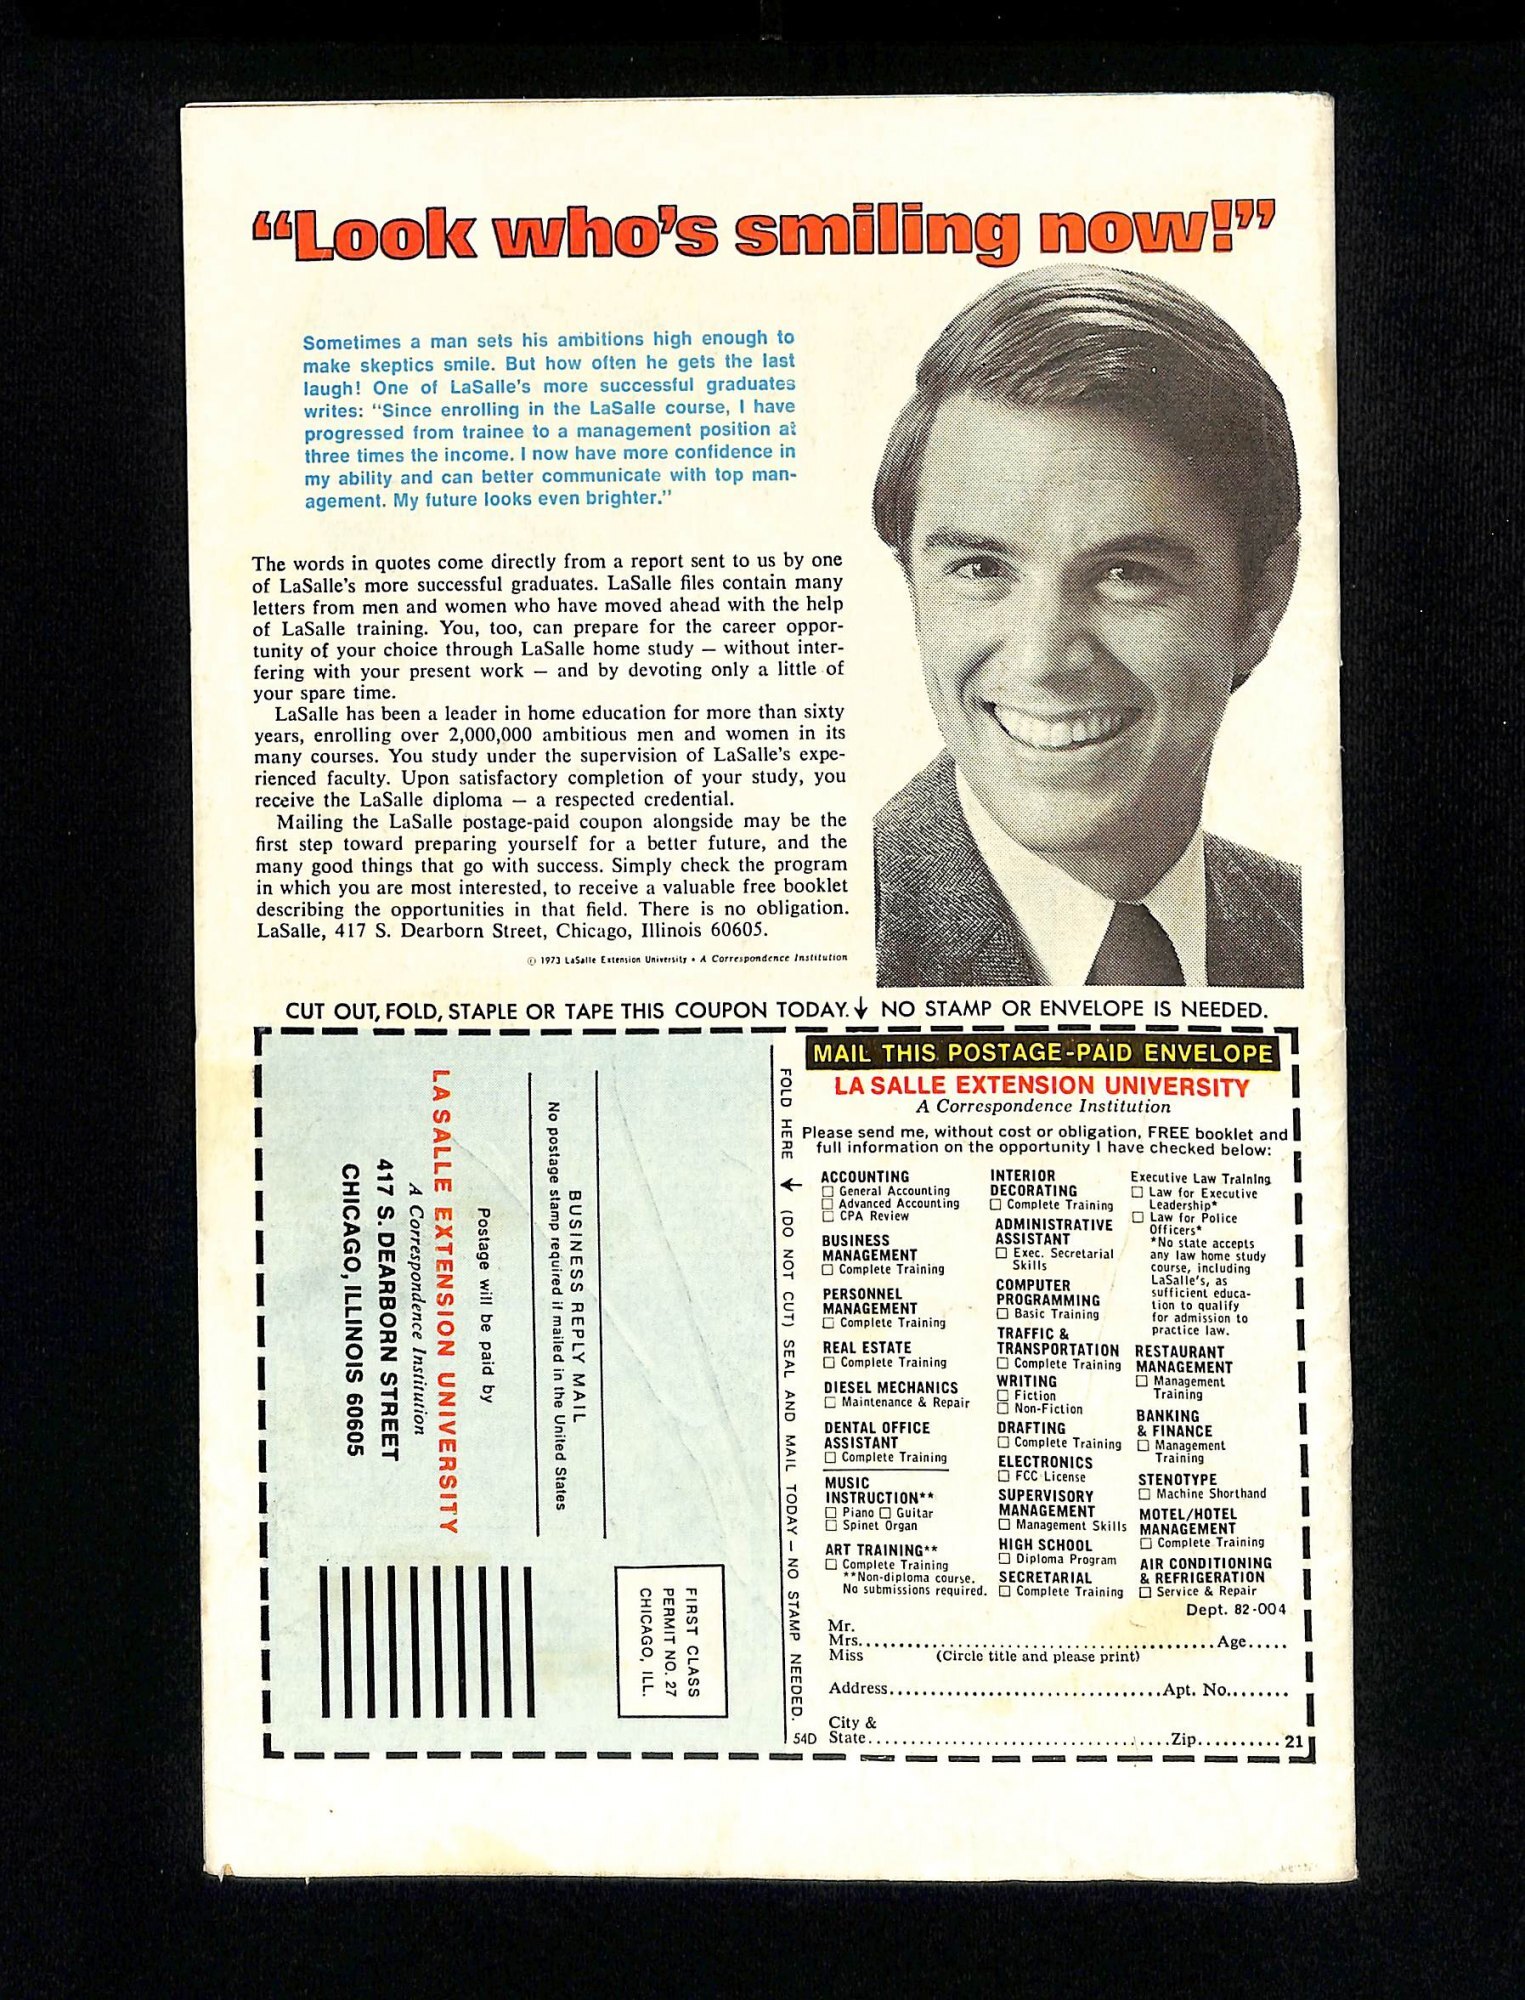 “Look who's smiling now!”
Sometimes a man sets his ambitions high enough to
make skeptics smile. But how often he gets the last
laugh! One of LaSalle's more successful graduates
writes: “Since enrolling in the LaSalle course, I have
progressed from trainee to a management position at
three times the income. I now have more confidence in
my ability and can better communicate with top man-
agement. My future looks even brighter.”
The words in quotes come directly from a report sent to us by one
of LaSalle's more successful graduates. LaSalle files contain many
letters from men and women who have moved ahead with the help
of LaSalle training. You, too, can prepare for the career oppor-
tunity of your choice through LaSalle home study — without inter-
fering with your present work — and by devoting only a little of
your spare time.
LaSalle has been a leader in home education for more than sixty
years, enrolling over 2,000,000 ambitious men and women in its
many courses. You study under the supervision of LaSalle's expe-
rienced faculty. Upon satisfactory completion of your study, you
receive the LaSalle diploma — a respected credential.
Mailing the LaSalle postage-paid coupon alongside may be the
first step toward preparing yourself for a better future, and the
many good things that go with success. Simply check the program
in which you are most interested, to receive a valuable free booklet
describing the opportunities in that field. There is no obligation.
LaSalle, 417 S. Dearborn Street, Chicago, Illinois 60605.
© 1973 LaSalle Extension University • A Correspondence Institution
CUT OUT, FOLD, STAPLE OR TAPE THIS COUPON TODAY.↓ NO STAMP OR ENVELOPE IS NEEDED.
FIRST CLASS
PERMIT NO. 27
CHICAGO, ILL.
BUSINESS REPLY MAIL
No postage stamp required if mailed in the United States
Postage will be paid by
LA SALLE EXTENSION UNIVERSITY
A Correspondence Institution
417 S. DEARBORN STREET
CHICAGO, ILLINOIS 60605
FOLD HERE ↓ (DO NOT CUT) SEAL AND MAIL TODAY — NO STAMP NEEDED.
MAIL THIS POSTAGE-PAID ENVELOPE
LA SALLE EXTENSION UNIVERSITY
A Correspondence Institution
Please send me, without cost or obligation, FREE booklet and
full information on the opportunity I have checked below:
ACCOUNTING
☐ General Accounting
☐ Advanced Accounting
☐ CPA Review
BUSINESS
MANAGEMENT
☐ Complete Training
PERSONNEL
MANAGEMENT
☐ Complete Training
REAL ESTATE
☐ Complete Training
DIESEL MECHANICS
☐ Maintenance & Repair
DENTAL OFFICE
ASSISTANT
☐ Complete Training
MUSIC
INSTRUCTION**
☐ Piano ☐ Guitar
☐ Spinet Organ
ART TRAINING**
☐ Complete Training
**Non-diploma course.
No submissions required.
INTERIOR
DECORATING
☐ Complete Training
ADMINISTRATIVE
ASSISTANT
☐ Exec. Secretarial
Skills
COMPUTER
PROGRAMMING
☐ Basic Training
TRAFFIC &
TRANSPORTATION
☐ Complete Training
WRITING
☐ Fiction
☐ Non-Fiction
DRAFTING
☐ Complete Training
ELECTRONICS
☐ FCC License
SUPERVISORY
MANAGEMENT
☐ Management Skills
HIGH SCHOOL
☐ Diploma Program
SECRETARIAL
☐ Complete Training
Executive Law Training
☐ Law for Executive
Leadership*
☐ Law for Police
Officers*
*No state accepts
any law home study
course, including
LaSalle's, as
sufficient educa-
tion to qualify
for admission to
practice law.
RESTAURANT
MANAGEMENT
☐ Management
Training
BANKING
& FINANCE
☐ Management
Training
STENOTYPE
☐ Machine Shorthand
MOTEL/HOTEL
MANAGEMENT
☐ Complete Training
AIR CONDITIONING
& REFRIGERATION
☐ Service & Repair
Dept. 82-004
Mr.
Mrs. Age
Miss (Circle title and please print)
Address Apt. No.
City &
54D State Zip 21